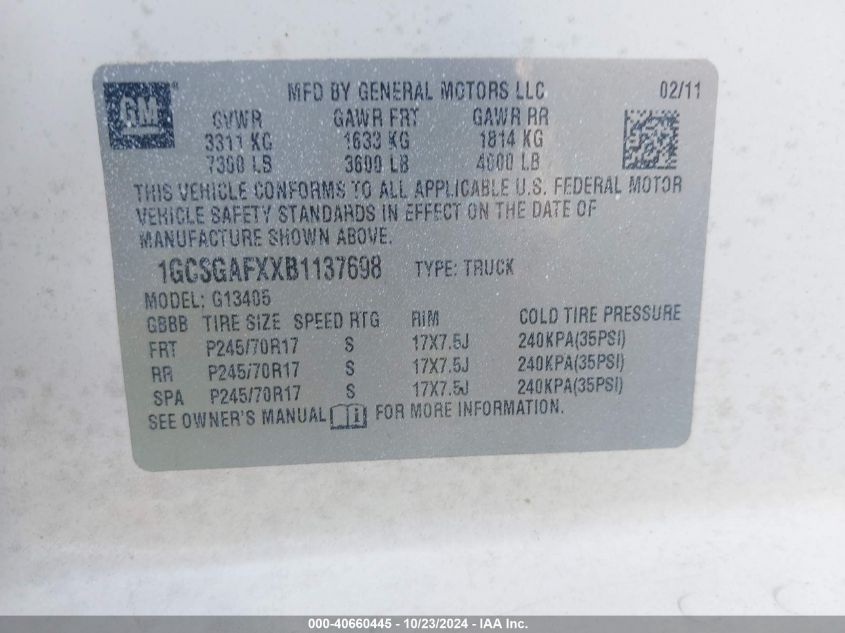 GM
MFD BY GENERAL MOTORS LLC 02/11
GVWR GAWR FRT GAWR RR
3311 KG 1633 KG 1814 KG
7300 LB 3600 LB 4000 LB
THIS VEHICLE CONFORMS TO ALL APPLICABLE U.S. FEDERAL MOTOR
VEHICLE SAFETY STANDARDS IN EFFECT ON THE DATE OF
MANUFACTURE SHOWN ABOVE.
1GCSGAFXXB1137698 TYPE: TRUCK
MODEL: G13405
GBBB TIRE SIZE SPEED RTG RIM COLD TIRE PRESSURE
FRT P245/70R17 S 17X7.5J 240KPA(35PSI)
RR P245/70R17 S 17X7.5J 240KPA(35PSI)
SPA P245/70R17 S 17X7.5J 240KPA(35PSI)
SEE OWNER'S MANUAL FOR MORE INFORMATION.
000-40660445 - 10/23/2024 - IAA Inc.